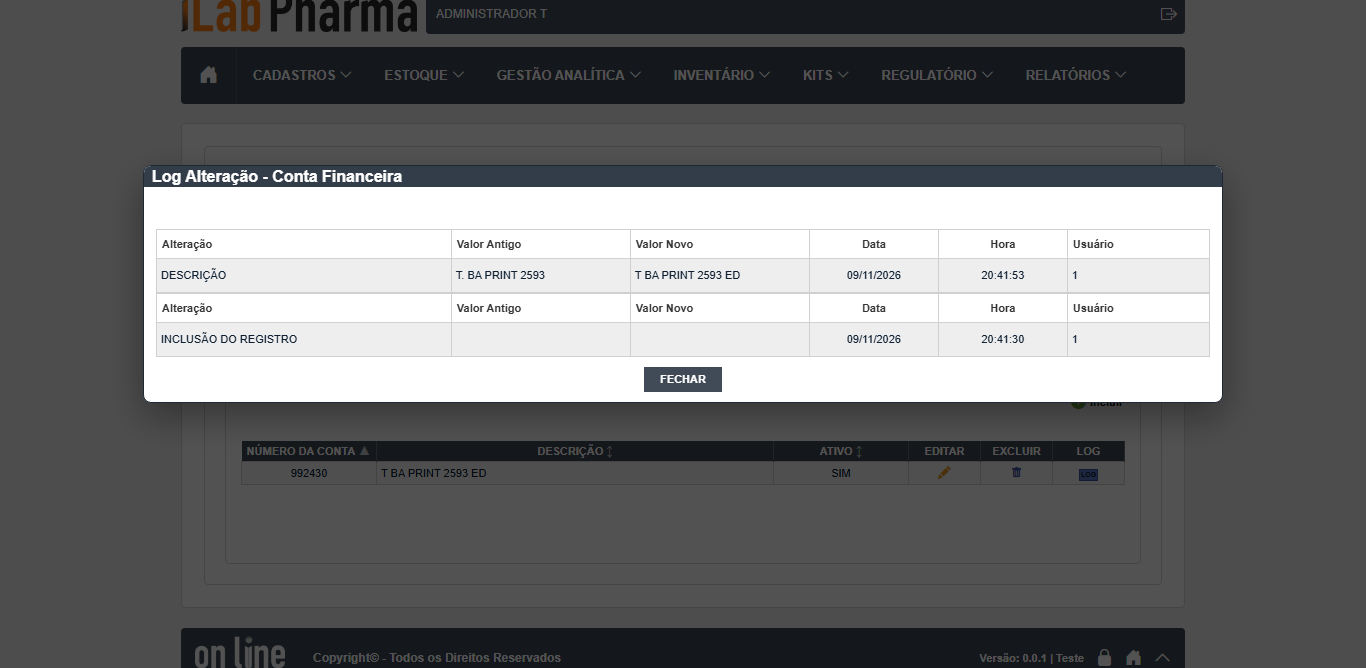 iLab Pharma
ADMINISTRADOR T
CADASTROS ESTOQUE GESTÃO ANALÍTICA INVENTÁRIO KITS REGULATÓRIO RELATÓRIOS
Log Alteração - Conta Financeira
Alteração Valor Antigo Valor Novo Data Hora Usuário
DESCRIÇÃO T. BA PRINT 2593 T BA PRINT 2593 ED 09/11/2026 20:41:53 1
Alteração Valor Antigo Valor Novo Data Hora Usuário
INCLUSÃO DO REGISTRO 09/11/2026 20:41:30 1
FECHAR
Incluir
NÚMERO DA CONTA DESCRIÇÃO ATIVO EDITAR EXCLUIR LOG
992430 T BA PRINT 2593 ED SIM LOG
on line Copyright© - Todos os Direitos Reservados Versão: 0.0.1 | Teste